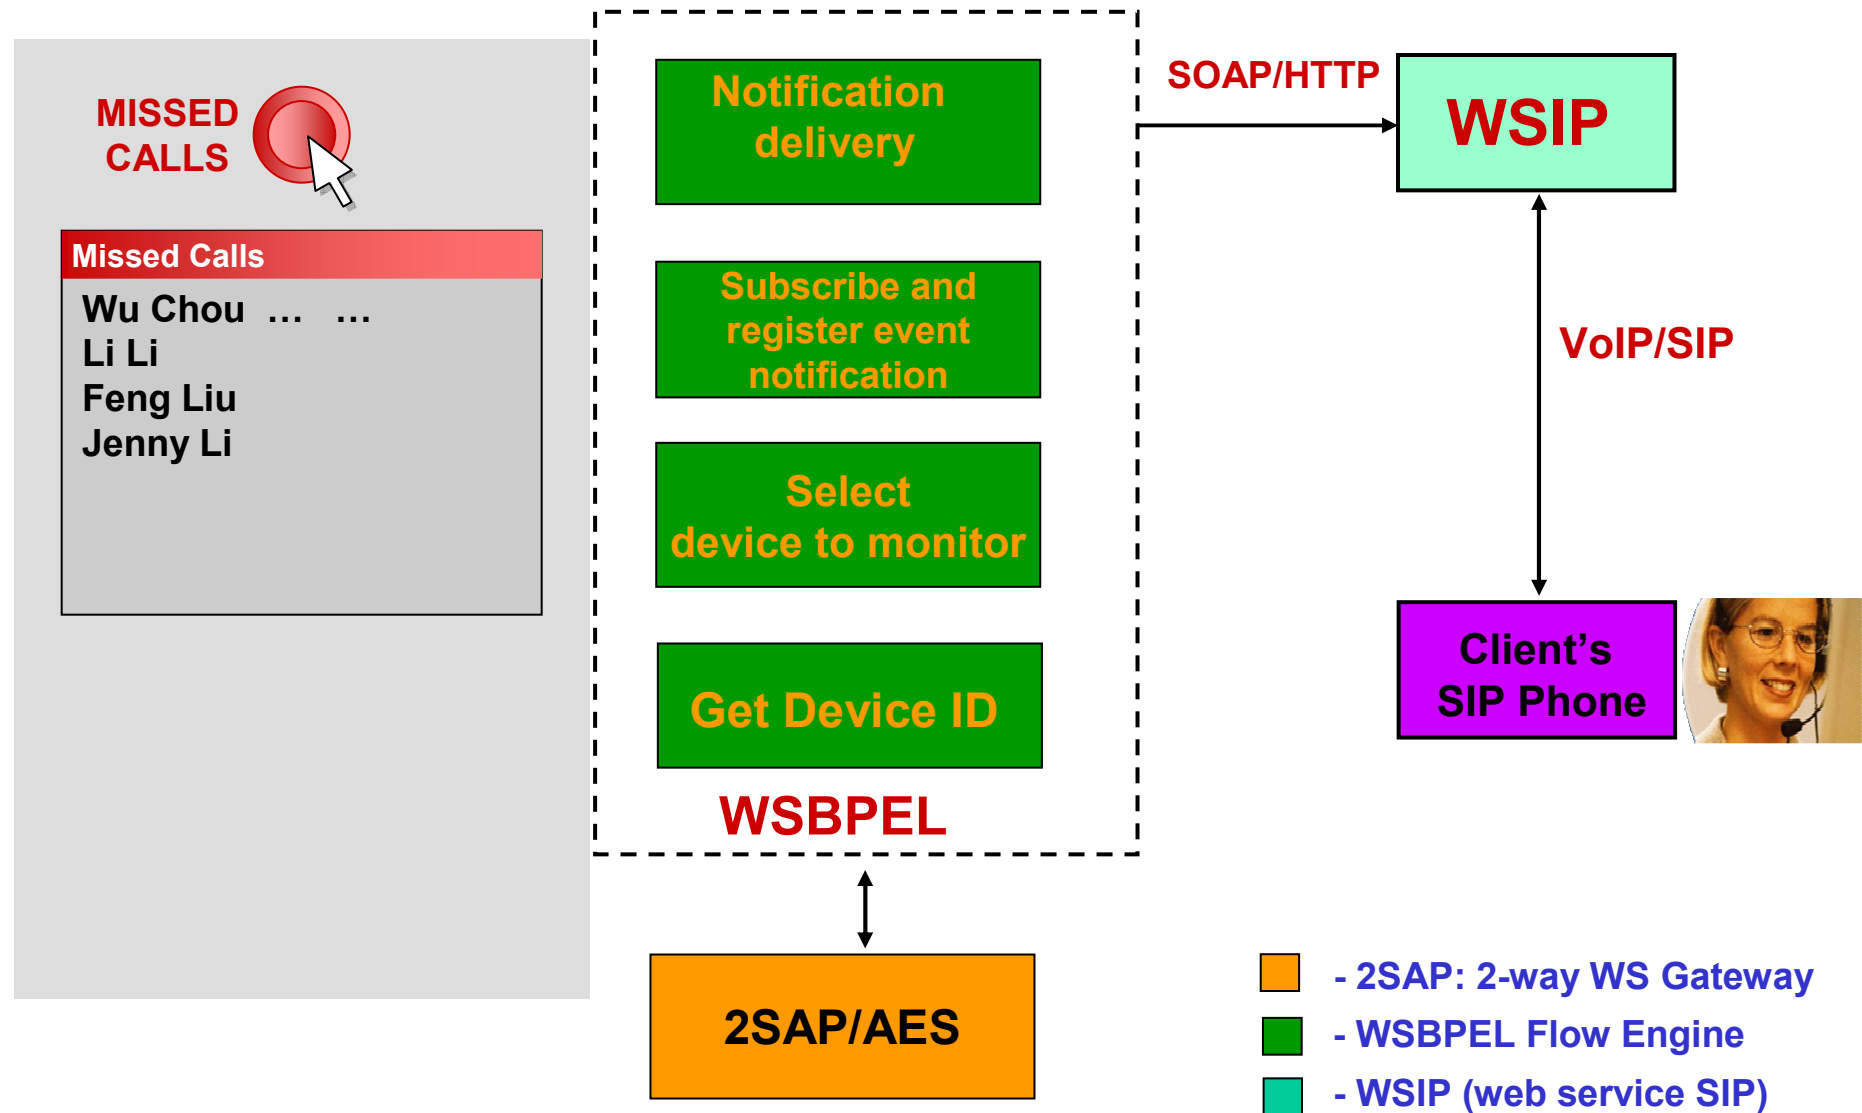 MISSED
CALLS
Missed Calls
Wu Chou … …
Li Li
Feng Liu
Jenny Li
Notification
delivery
Subscribe and
register event
notification
Select
device to monitor
Get Device ID
WSBPEL
2SAP/AES
SOAP/HTTP
WSIP
VoIP/SIP
Client’s
SIP Phone
- 2SAP: 2-way WS Gateway
- WSBPEL Flow Engine
- WSIP (web service SIP)